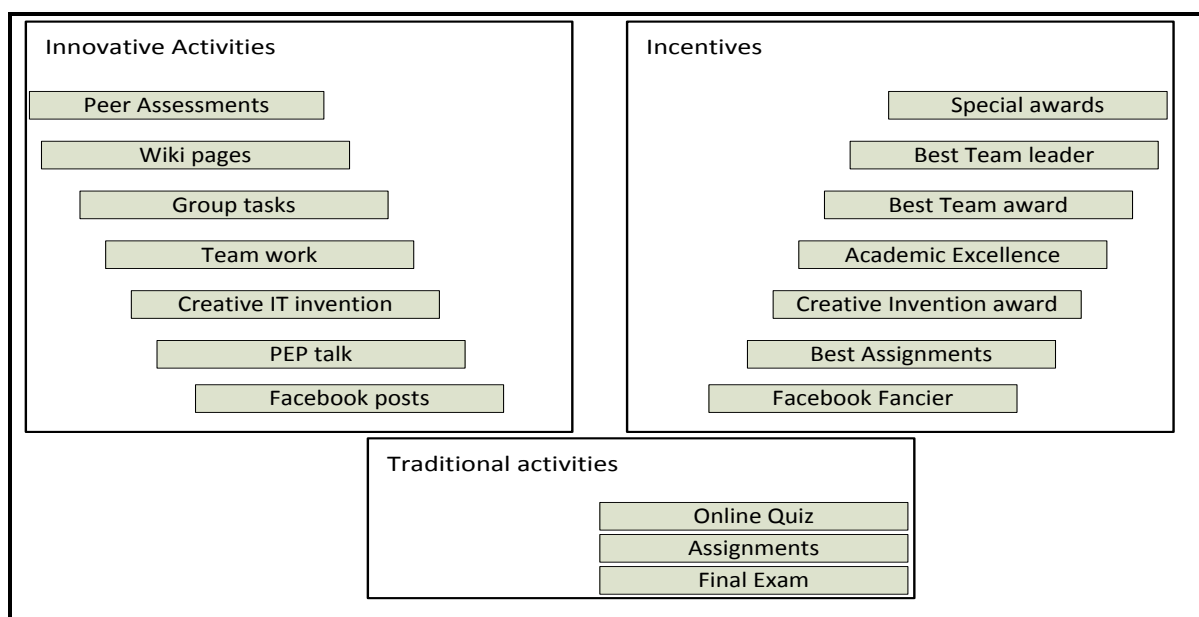 Innovative Activities
Peer Assessments
Wiki pages
Group tasks
Team work
Creative IT invention
PEP talk
Facebook posts
Incentives
Special awards
Best Team leader
Best Team award
Academic Excellence
Creative Invention award
Best Assignments
Facebook Fancier
Traditional activities
Online Quiz
Assignments
Final Exam